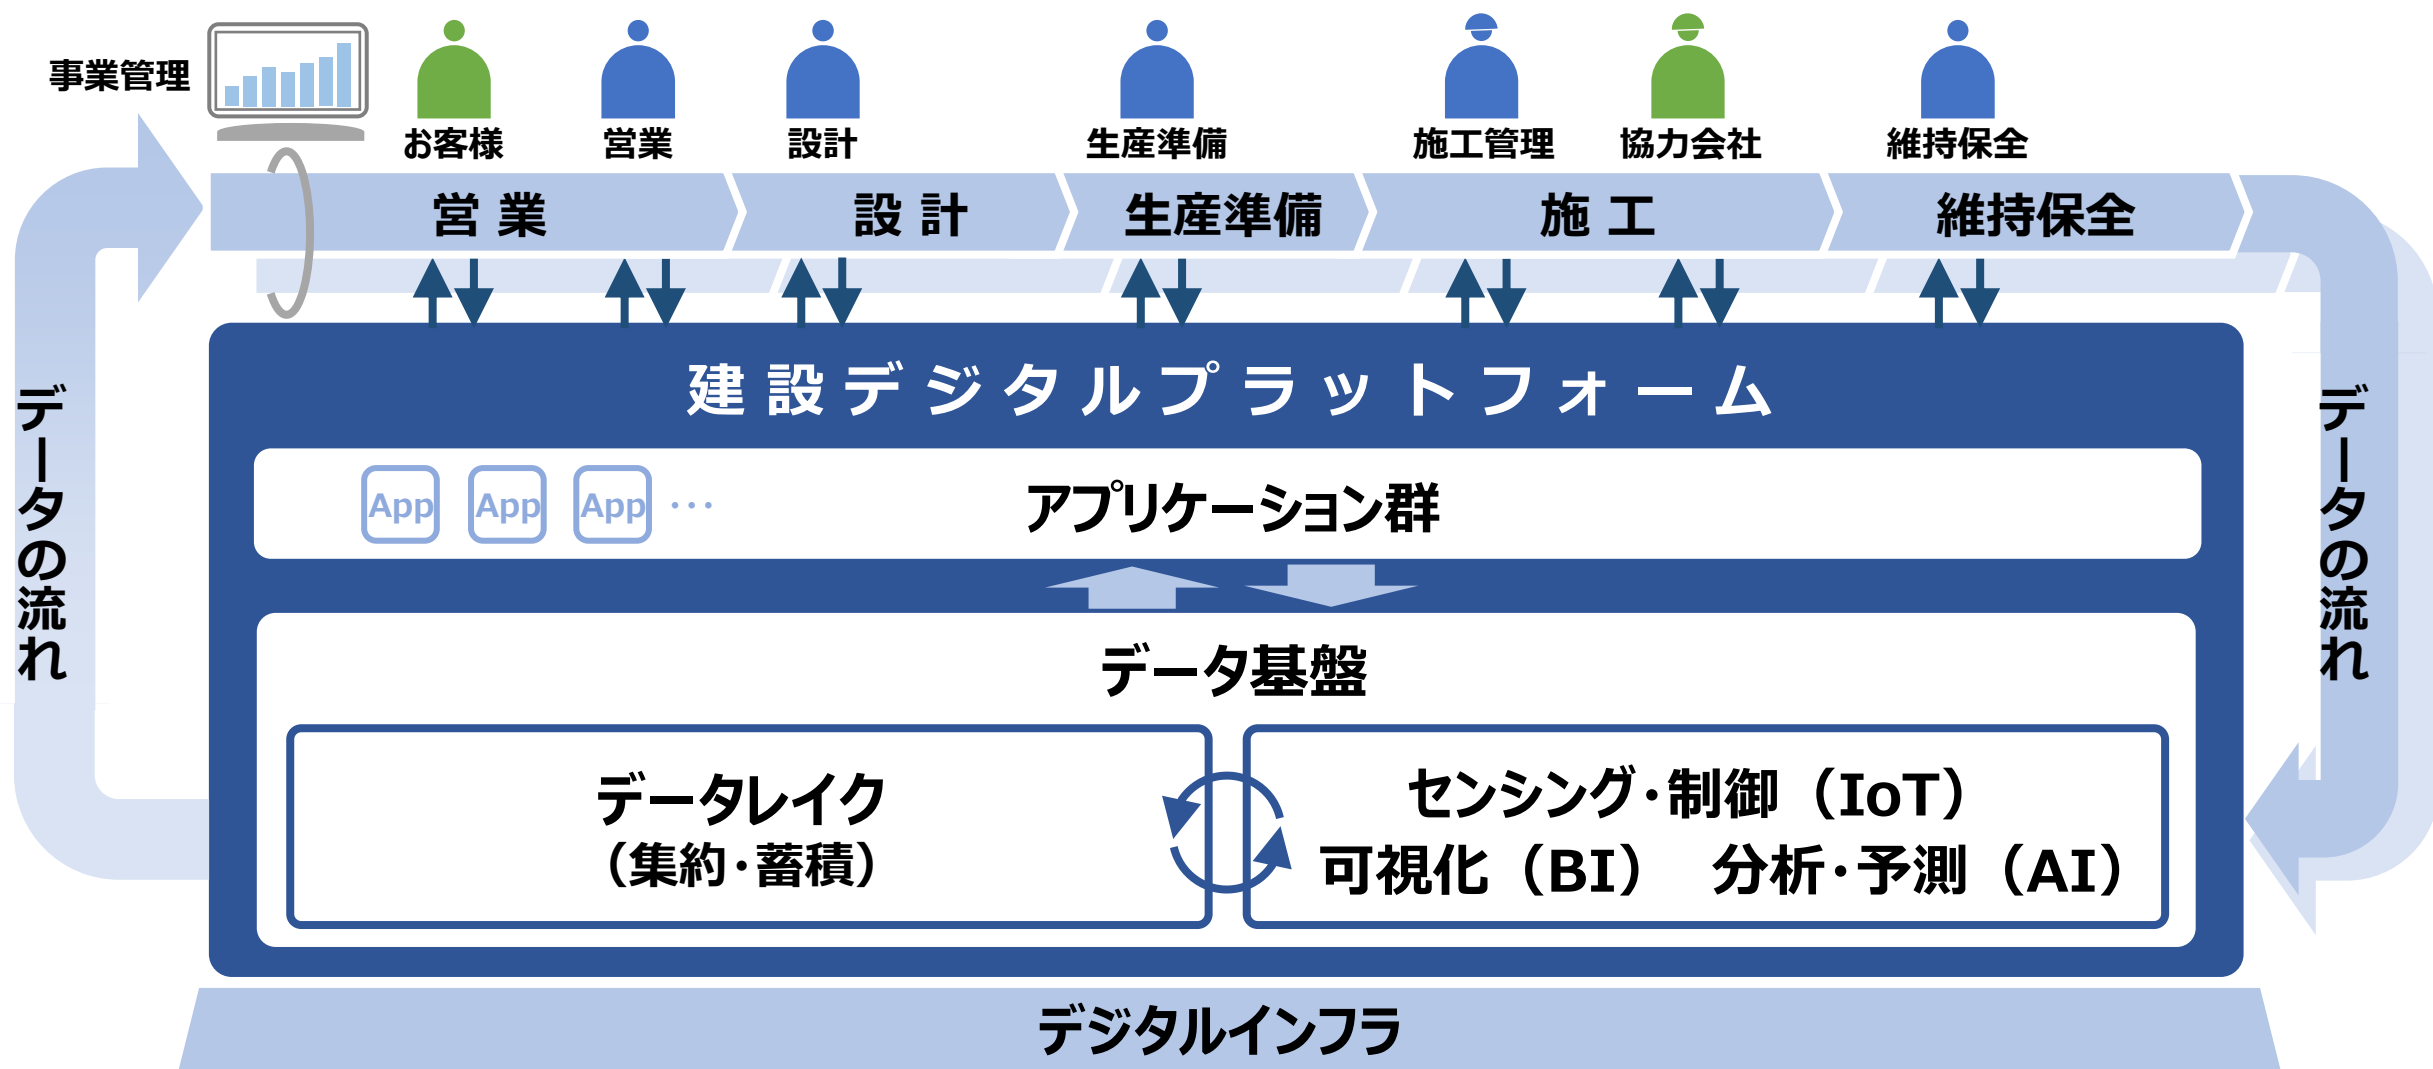 事業管理
お客様
営業
設計
生産準備
施工管理
協力会社
維持保全
営業
設計
生産準備
施工
維持保全
データの流れ
データの流れ
建設デジタルプラットフォーム
App
App
App
…
アプリケーション群
データ基盤
データレイク
（集約・蓄積）
センシング・制御（IoT）
可視化（BI）　分析・予測（AI）
デジタルインフラ